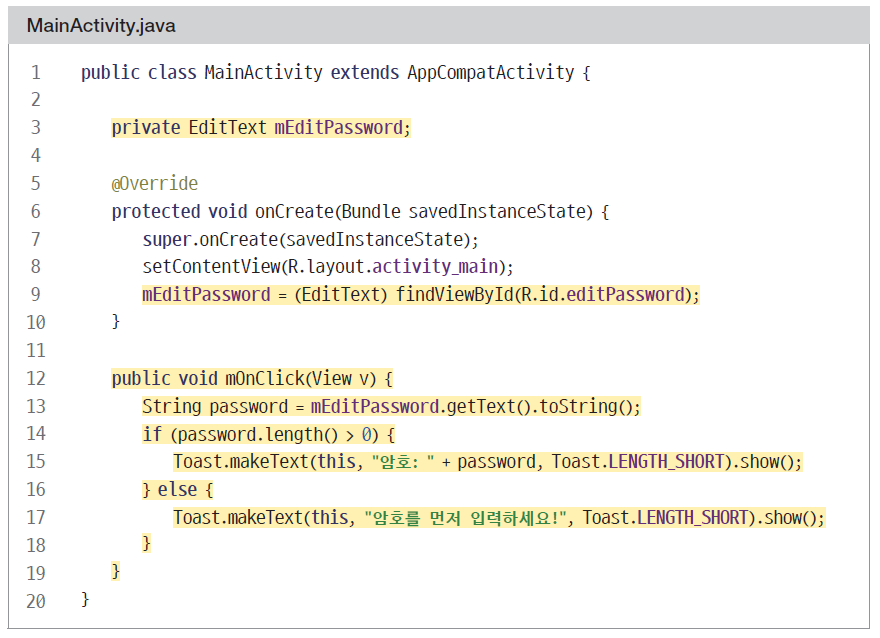 MainActivity.java
1 public class MainActivity extends AppCompatActivity {
2
3 private EditText mEditPassword;
4
5 @Override
6 protected void onCreate(Bundle savedInstanceState) {
7 super.onCreate(savedInstanceState);
8 setContentView(R.layout.activity_main);
9 mEditPassword = (EditText) findViewById(R.id.editPassword);
10 }
11
12 public void mOnClick(View v) {
13 String password = mEditPassword.getText().toString();
14 if (password.length() > 0) {
15 Toast.makeText(this, "암호: " + password, Toast.LENGTH_SHORT).show();
16 } else {
17 Toast.makeText(this, "암호를 먼저 입력하세요!", Toast.LENGTH_SHORT).show();
18 }
19 }
20 }